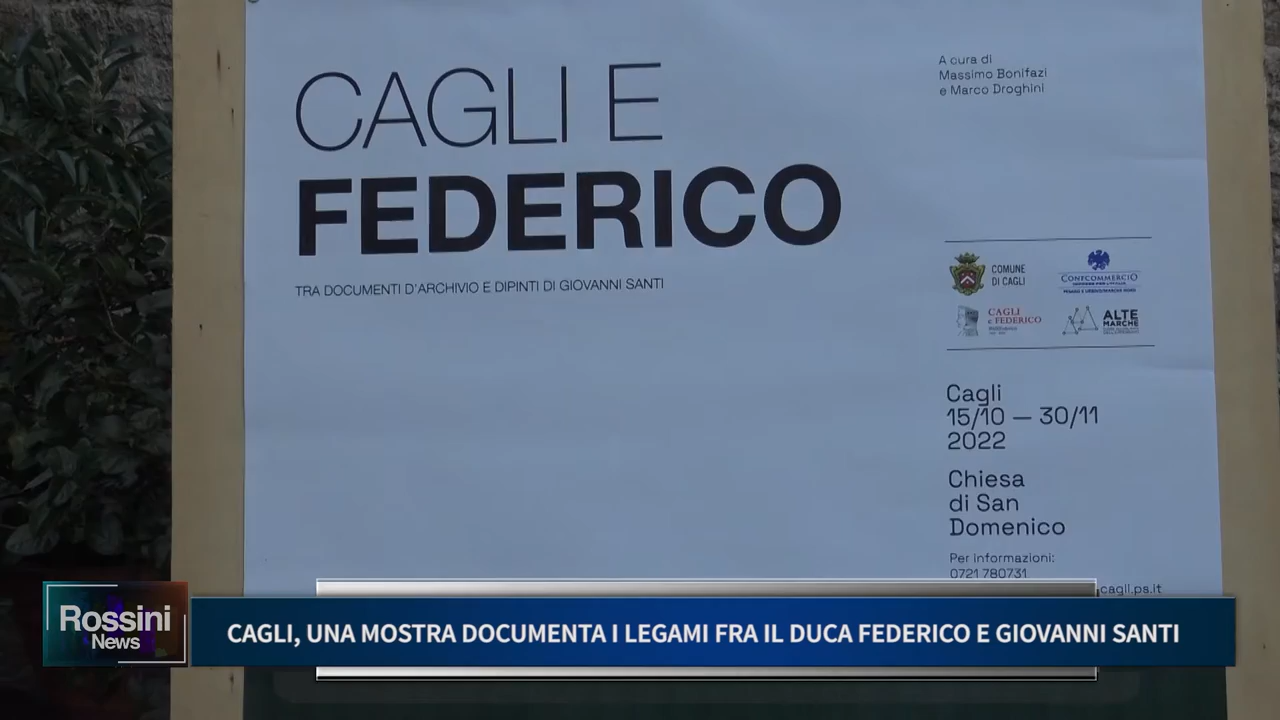 CAGLI E
FEDERICO
TRA DOCUMENTI D'ARCHIVIO E DIPINTI DI GIOVANNI SANTI
A cura di
Massimo Bonifazi
e Marco Droghini
COMUNE
DI CAGLI
CONFCOMMERCIO
CAGLI
e FEDERICO
ALTE
MARCHE
Cagli
15/10 — 30/11
2022
Chiesa
di San
Domenico
Per informazioni:
0721 780731
cagli.ps.it
Rossini
News
CAGLI, UNA MOSTRA DOCUMENTA I LEGAMI FRA IL DUCA FEDERICO E GIOVANNI SANTI